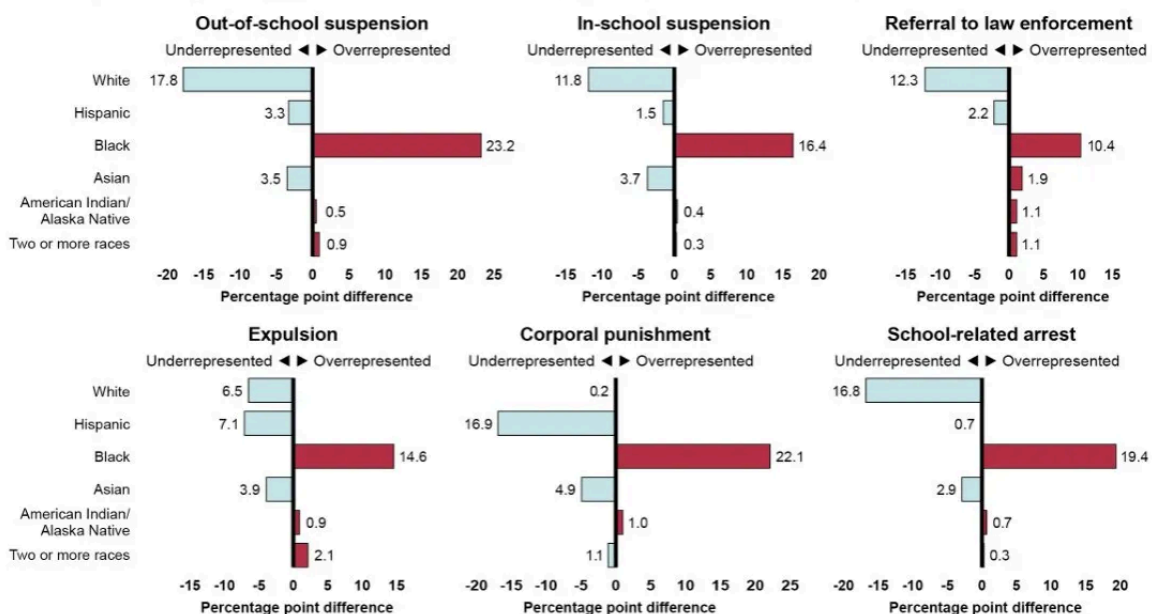 Out-of-school suspension
Underrepresented ◄ ► Overrepresented
White
17.8
Hispanic
3.3
Black
23.2
Asian
3.5
American Indian/
Alaska Native
0.5
Two or more races
0.9
-20 -15 -10 -5 0 5 10 15 20 25
Percentage point difference
In-school suspension
Underrepresented ◄ ► Overrepresented
11.8
1.5
16.4
3.7
0.4
0.3
-15 -10 -5 0 5 10 15 20
Percentage point difference
Referral to law enforcement
Underrepresented ◄ ► Overrepresented
12.3
2.2
10.4
1.9
1.1
1.1
-15 -10 -5 0 5 10 15
Percentage point difference
Expulsion
Underrepresented ◄ ► Overrepresented
White
6.5
Hispanic
7.1
Black
14.6
Asian
3.9
American Indian/
Alaska Native
0.9
Two or more races
2.1
-15 -10 -5 0 5 10 15
Percentage point difference
Corporal punishment
Underrepresented ◄ ► Overrepresented
0.2
16.9
22.1
4.9
1.0
1.1
-20 -15 -10 -5 0 5 10 15 20 25
Percentage point difference
School-related arrest
Underrepresented ◄ ► Overrepresented
16.8
0.7
19.4
2.9
0.7
0.3
-20 -15 -10 -5 0 5 10 15 20
Percentage point difference